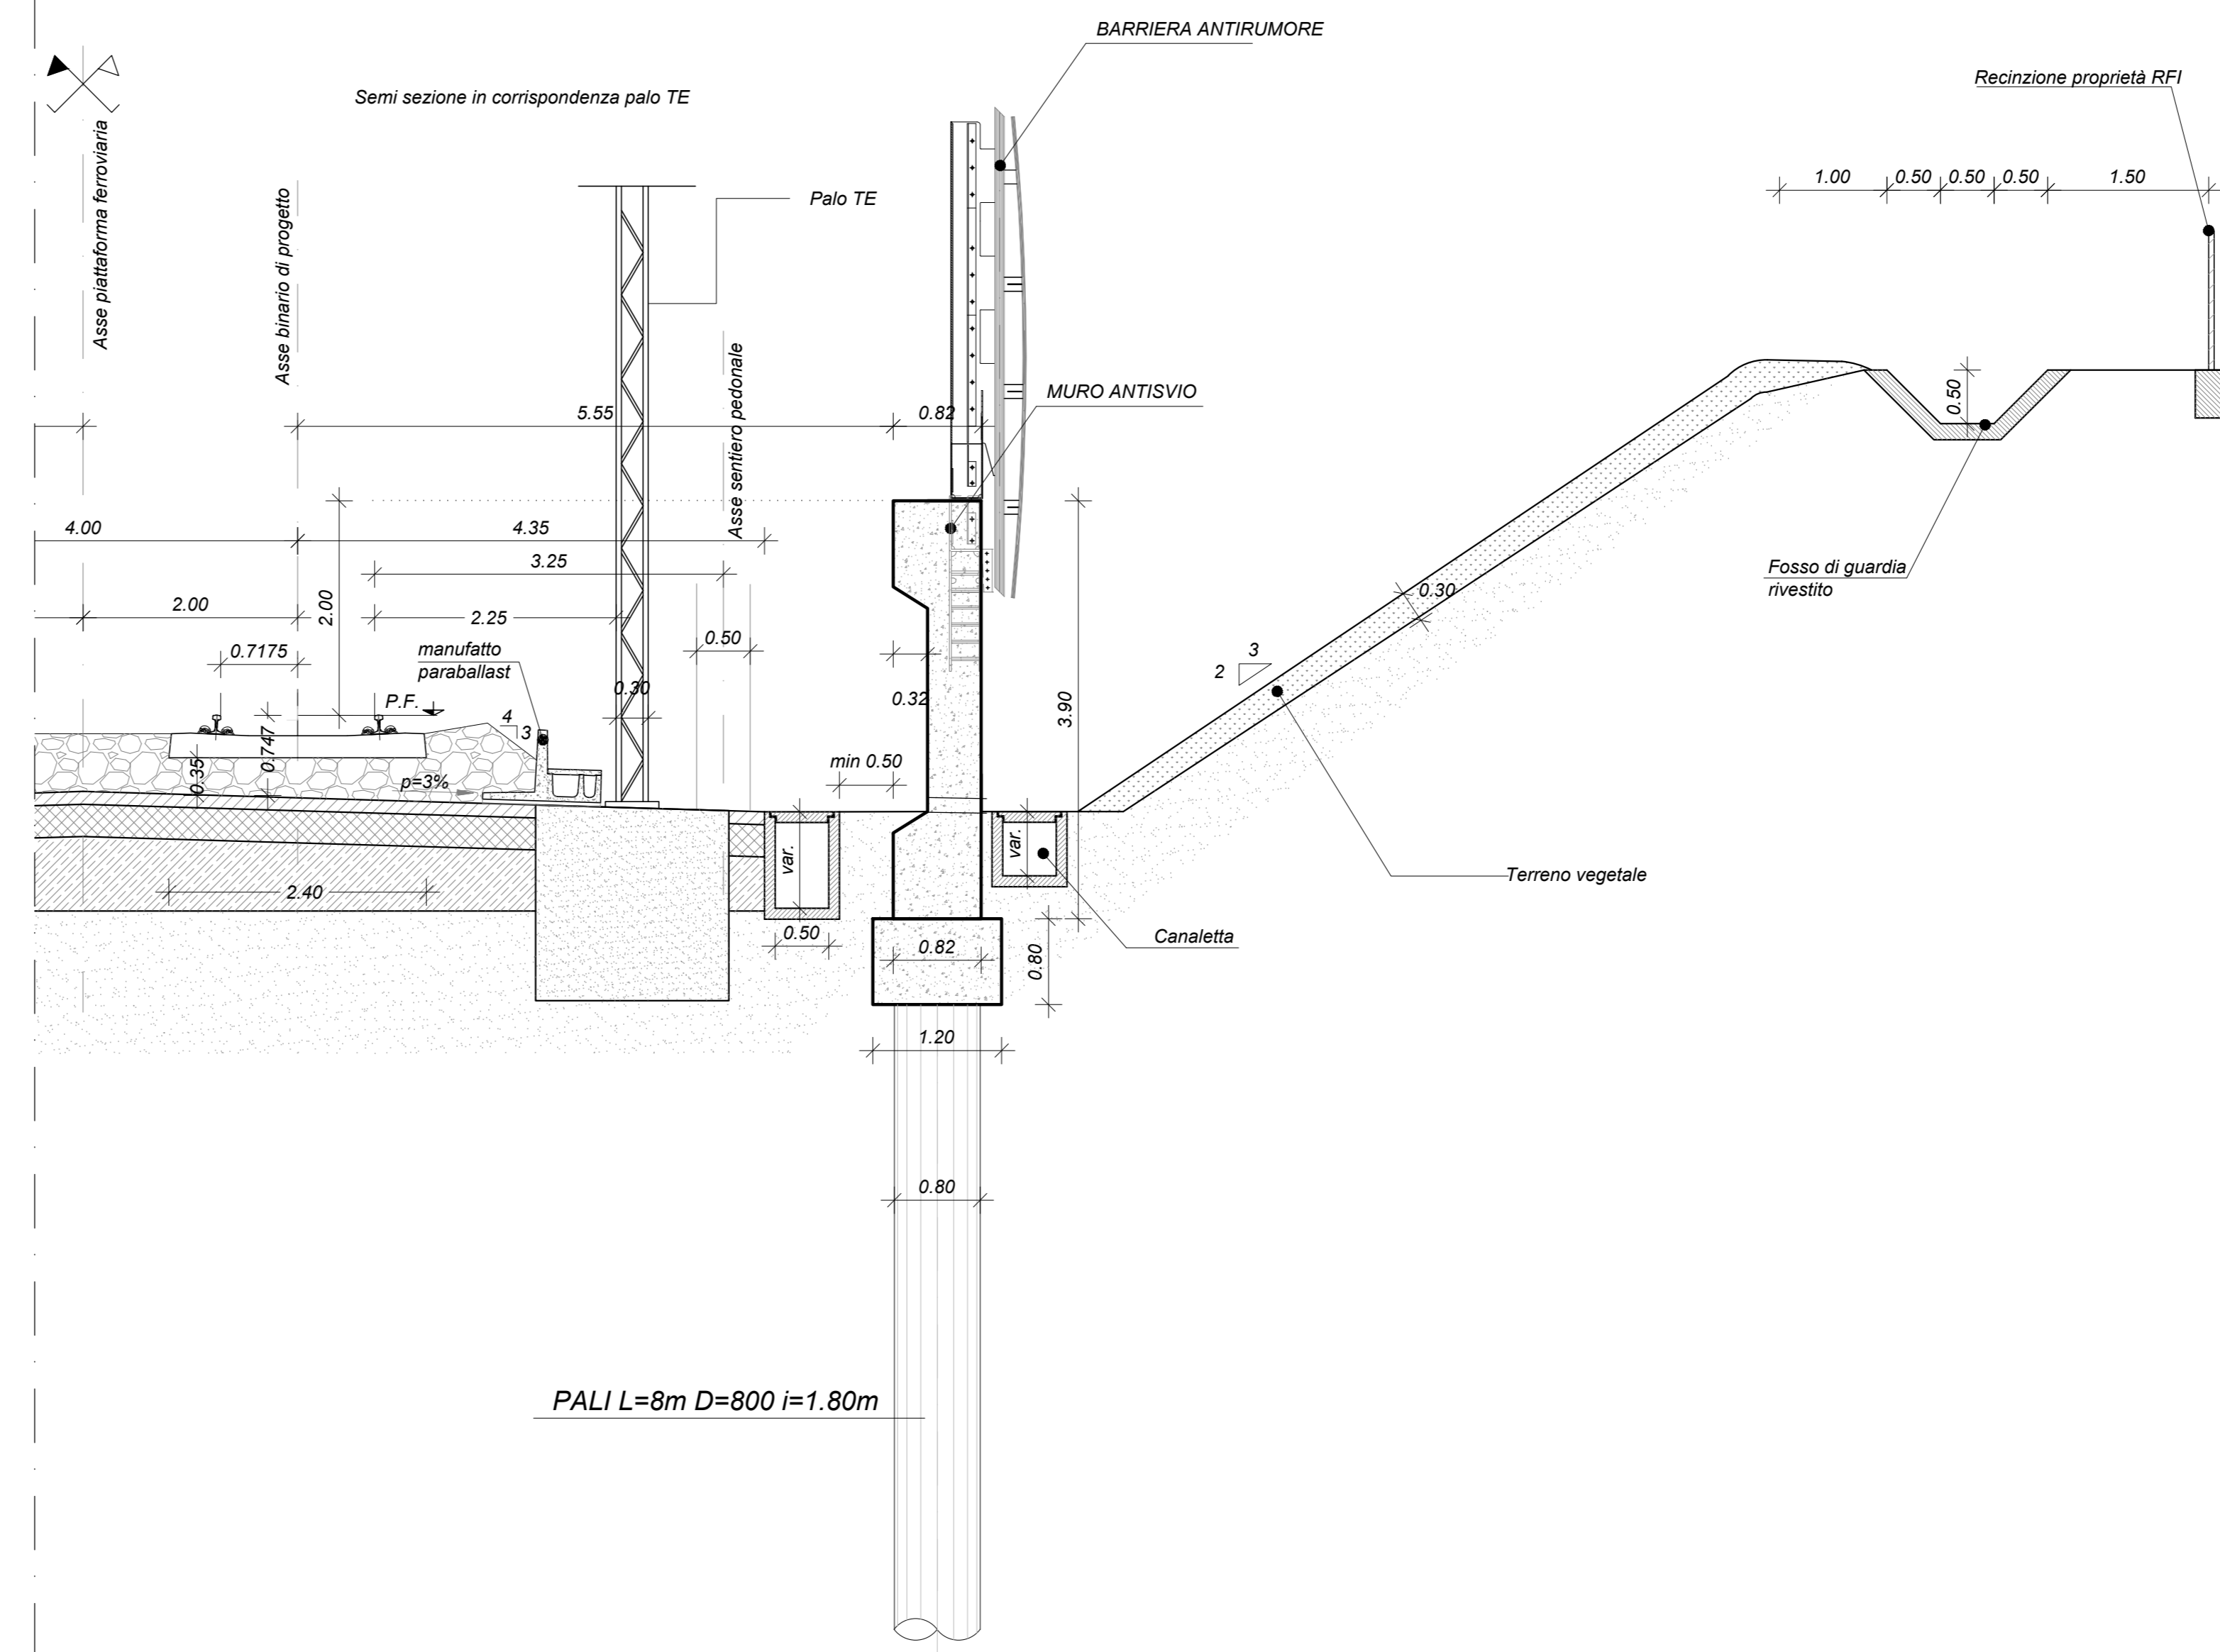 BARRIERA ANTIRUMORE
Recinzione proprietà RFI
Semi sezione in corrispondenza palo TE
Asse piattaforma ferroviaria
Asse binario di progetto
Palo TE
1.00
0.50
0.50
0.50
1.50
Asse sentiero pedonale
MURO ANTISVIO
5.55
0.82
0.50
4.00
4.35
3.25
2.00
2.00
2.25
0.50
0.7175
manufatto
paraballast
0.30
0.32
P.F.
4
3
0.747
0.35
p=3%
min 0.50
3.90
3
2
0.30
Fosso di guardia
rivestito
var.
var.
Terreno vegetale
2.40
0.50
0.82
0.80
Canaletta
1.20
0.80
PALI L=8m D=800 i=1.80m